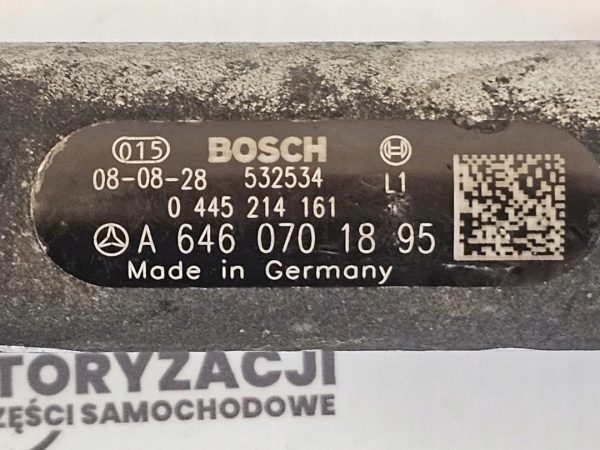 015 BOSCH
08-08-28 532534 L1
0 445 214 161
A 646 070 18 95
Made in Germany
TORYZACJI
ZĘŚCI SAMOCHODOWE